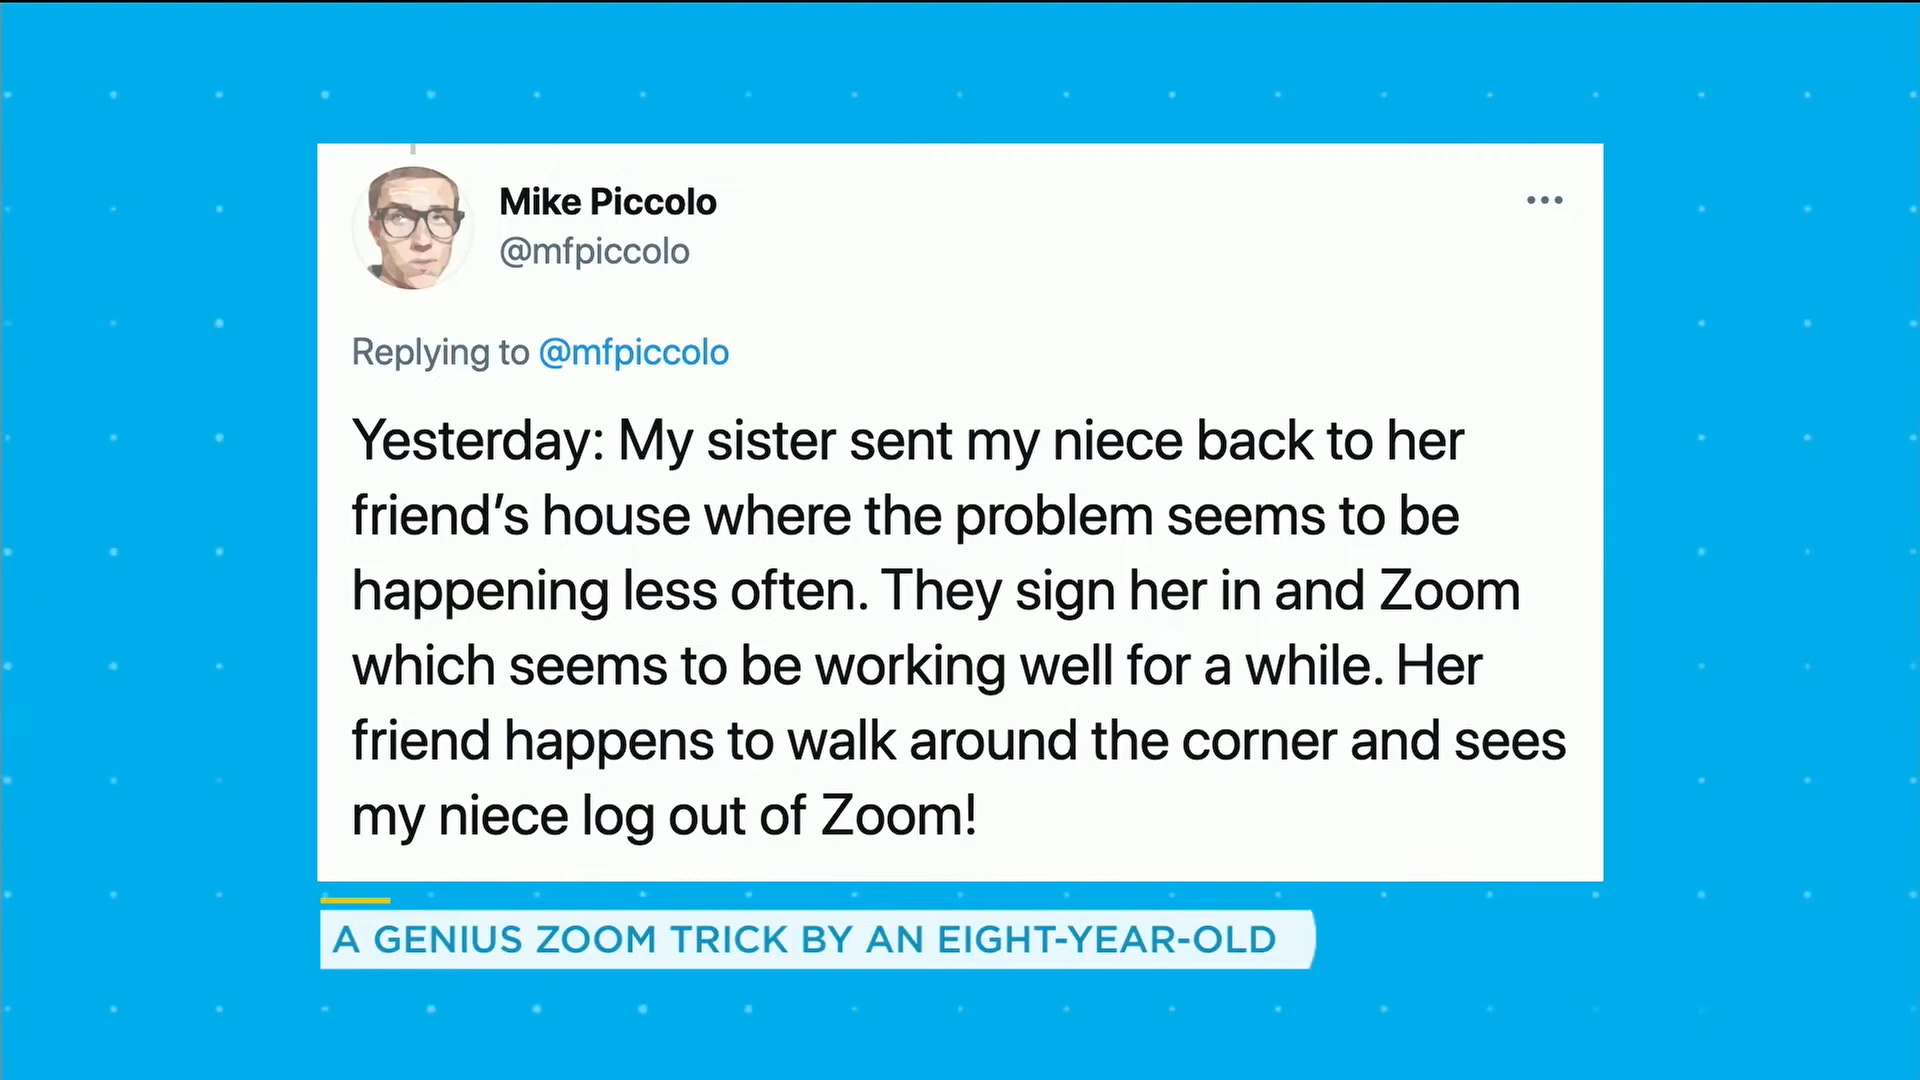 Mike Piccolo
@mfpiccolo
Replying to @mfpiccolo
Yesterday: My sister sent my niece back to her
friend’s house where the problem seems to be
happening less often. They sign her in and Zoom
which seems to be working well for a while. Her
friend happens to walk around the corner and sees
my niece log out of Zoom!
A GENIUS ZOOM TRICK BY AN EIGHT-YEAR-OLD